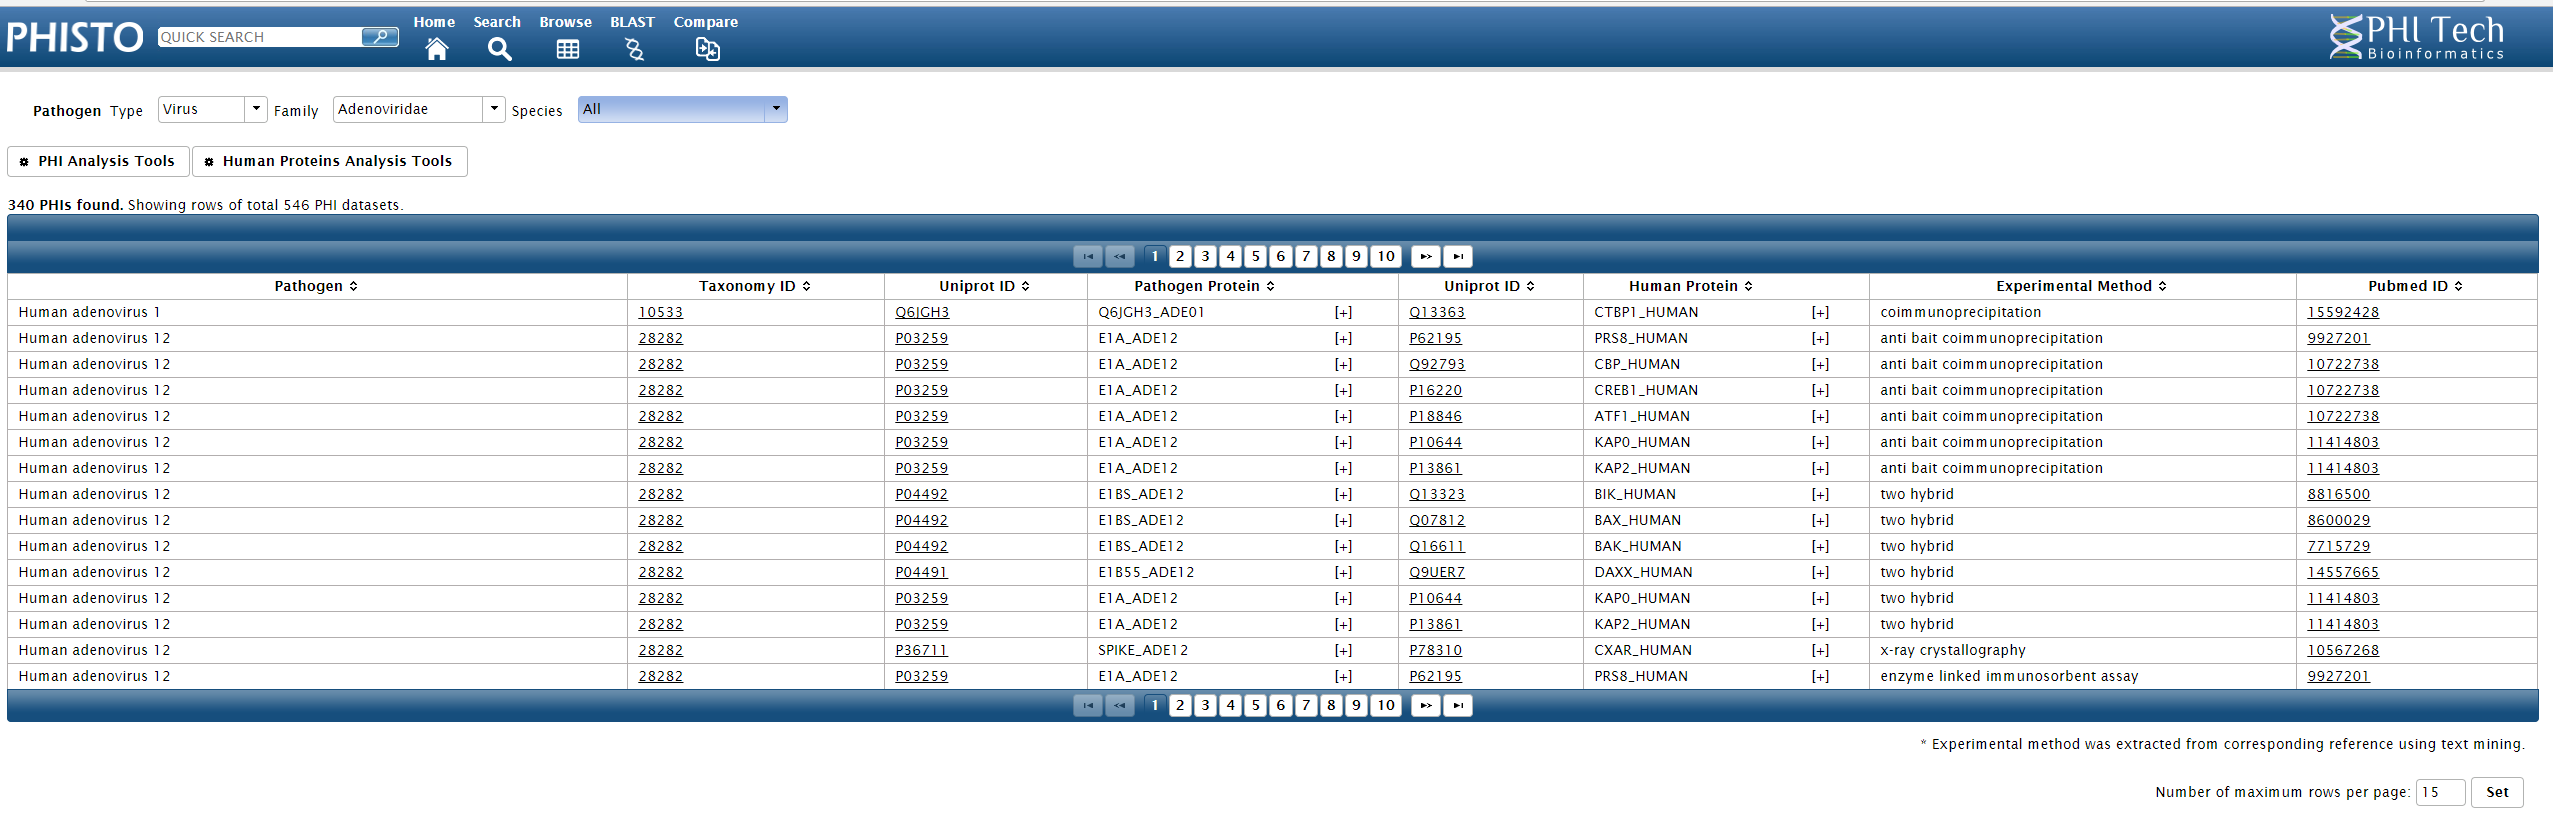 PHISTO QUICK SEARCH Home Search Browse BLAST Compare PHI Tech
Bioinformatics
Pathogen Type Virus Family Adenoviridae Species All
PHI Analysis Tools Human Proteins Analysis Tools
340 PHIs found. Showing rows of total 546 PHI datasets.
1 2 3 4 5 6 7 8 9 10
Pathogen Taxonomy ID Uniprot ID Pathogen Protein Uniprot ID Human Protein Experimental Method Pubmed ID
Human adenovirus 1 10533 Q6JGH3 Q6JGH3_ADE01 [+] Q13363 CTBP1_HUMAN [+] coimmunoprecipitation 15592428
Human adenovirus 12 28282 P03259 E1A_ADE12 [+] P62195 PRS8_HUMAN [+] anti bait coimmunoprecipitation 9927201
Human adenovirus 12 28282 P03259 E1A_ADE12 [+] Q92793 CBP_HUMAN [+] anti bait coimmunoprecipitation 10722738
Human adenovirus 12 28282 P03259 E1A_ADE12 [+] P16220 CREB1_HUMAN [+] anti bait coimmunoprecipitation 10722738
Human adenovirus 12 28282 P03259 E1A_ADE12 [+] P18846 ATF1_HUMAN [+] anti bait coimmunoprecipitation 10722738
Human adenovirus 12 28282 P03259 E1A_ADE12 [+] P10644 KAP0_HUMAN [+] anti bait coimmunoprecipitation 11414803
Human adenovirus 12 28282 P03259 E1A_ADE12 [+] P13861 KAP2_HUMAN [+] anti bait coimmunoprecipitation 11414803
Human adenovirus 12 28282 P04492 E1BS_ADE12 [+] Q13323 BIK_HUMAN [+] two hybrid 8816500
Human adenovirus 12 28282 P04492 E1BS_ADE12 [+] Q07812 BAX_HUMAN [+] two hybrid 8600029
Human adenovirus 12 28282 P04492 E1BS_ADE12 [+] Q16611 BAK_HUMAN [+] two hybrid 7715729
Human adenovirus 12 28282 P04491 E1B55_ADE12 [+] Q9UER7 DAXX_HUMAN [+] two hybrid 14557665
Human adenovirus 12 28282 P03259 E1A_ADE12 [+] P10644 KAP0_HUMAN [+] two hybrid 11414803
Human adenovirus 12 28282 P03259 E1A_ADE12 [+] P13861 KAP2_HUMAN [+] two hybrid 11414803
Human adenovirus 12 28282 P36711 SPIKE_ADE12 [+] P78310 CXAR_HUMAN [+] x-ray crystallography 10567268
Human adenovirus 12 28282 P03259 E1A_ADE12 [+] P62195 PRS8_HUMAN [+] enzyme linked immunosorbent assay 9927201
1 2 3 4 5 6 7 8 9 10
* Experimental method was extracted from corresponding reference using text mining.
Number of maximum rows per page: 15 Set